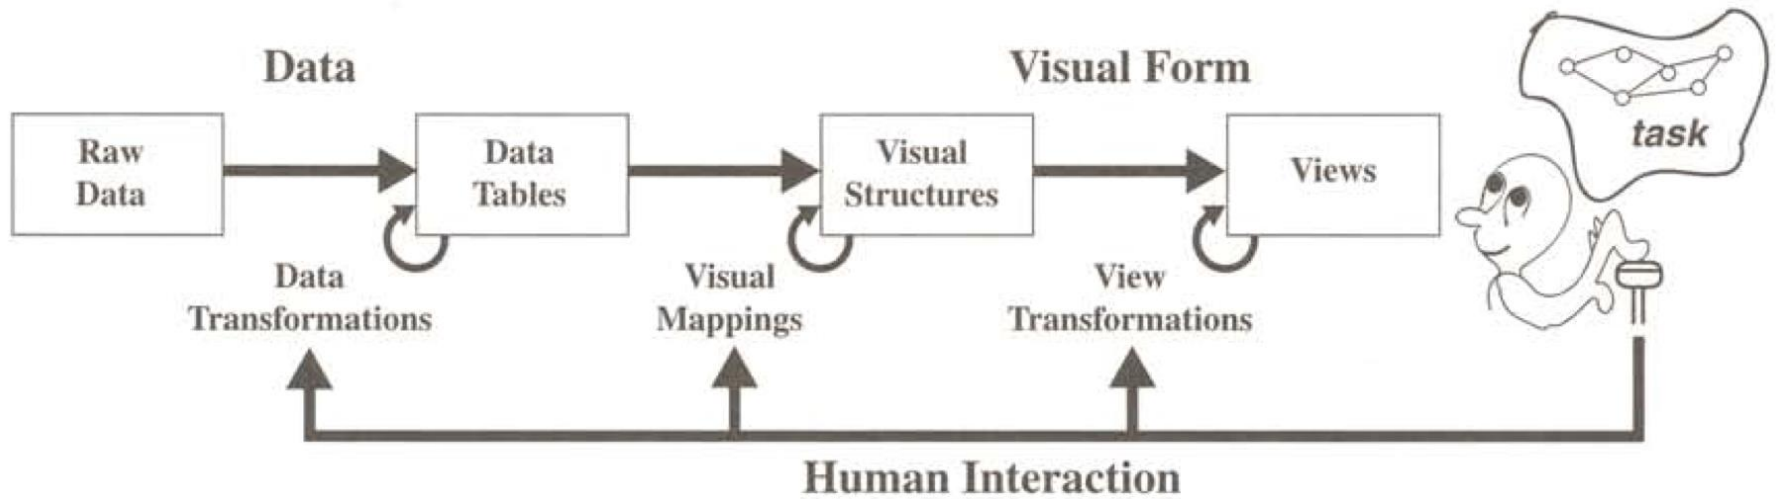 Data
Visual Form
task
Raw
Data
Data
Tables
Visual
Structures
Views
Data
Transformations
Visual
Mappings
View
Transformations
Human Interaction